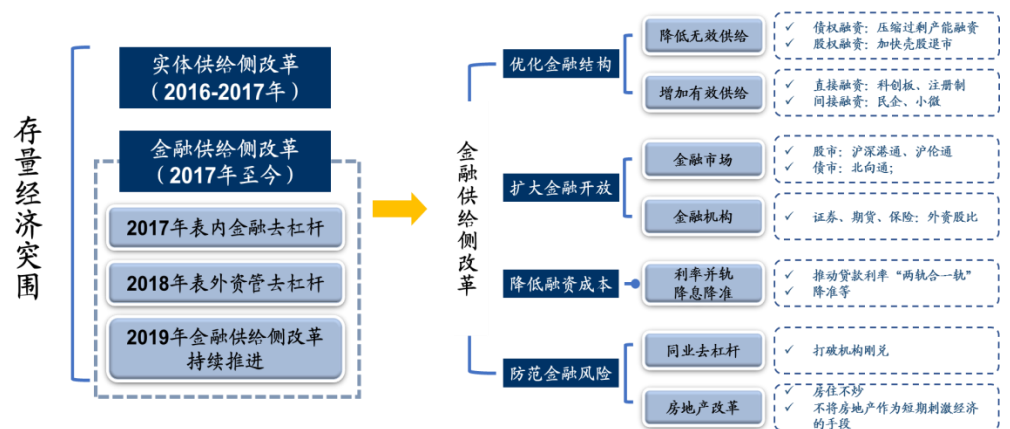 存量经济突围
实体供给侧改革
（2016-2017年）
金融供给侧改革
（2017年至今）
2017年表内金融去杠杆
2018年表外资管去杠杆
2019年金融供给侧改革
持续推进
金融供给侧改革
优化金融结构
降低无效供给
✓ 债权融资：压缩过剩产能融资
✓ 股权融资：加快壳股退市
增加有效供给
✓ 直接融资：科创板、注册制
✓ 间接融资：民企、小微
扩大金融开放
金融市场
✓ 股市：沪深港通、沪伦通
✓ 债市：北向通；
金融机构
✓ 证券、期货、保险：外资股比
降低融资成本
利率并轨
降息降准
✓ 推动贷款利率“两轨合一轨”
✓ 降准等
防范金融风险
同业去杠杆
✓ 打破机构刚兑
房地产改革
✓ 房住不炒
✓ 不将房地产作为短期刺激经济
的手段